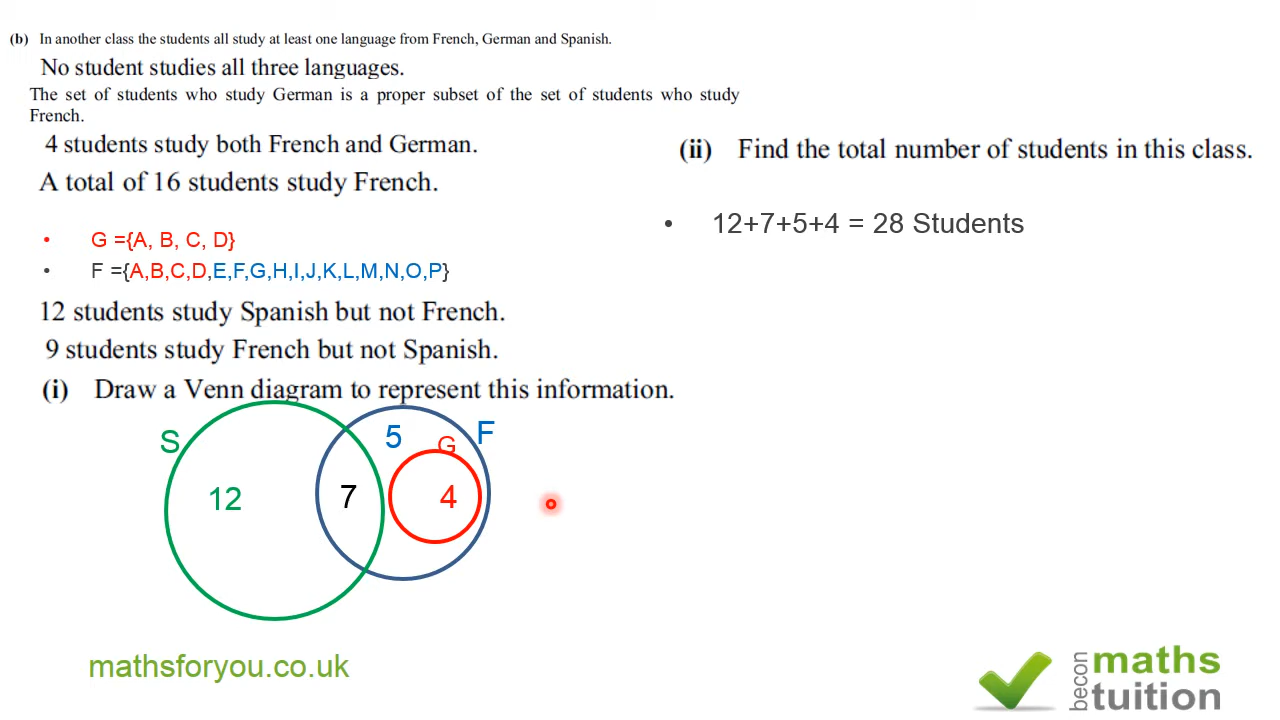 (b) In another class the students all study at least one language from French, German and Spanish.
No student studies all three languages.
The set of students who study German is a proper subset of the set of students who study
French.
4 students study both French and German.
A total of 16 students study French.
• G ={A, B, C, D}
• F ={A,B,C,D,E,F,G,H,I,J,K,L,M,N,O,P}
12 students study Spanish but not French.
9 students study French but not Spanish.
(i) Draw a Venn diagram to represent this information.
S
5
G
F
12
7
4
(ii) Find the total number of students in this class.
• 12+7+5+4 = 28 Students
mathsforyou.co.uk
becon
maths
tuition